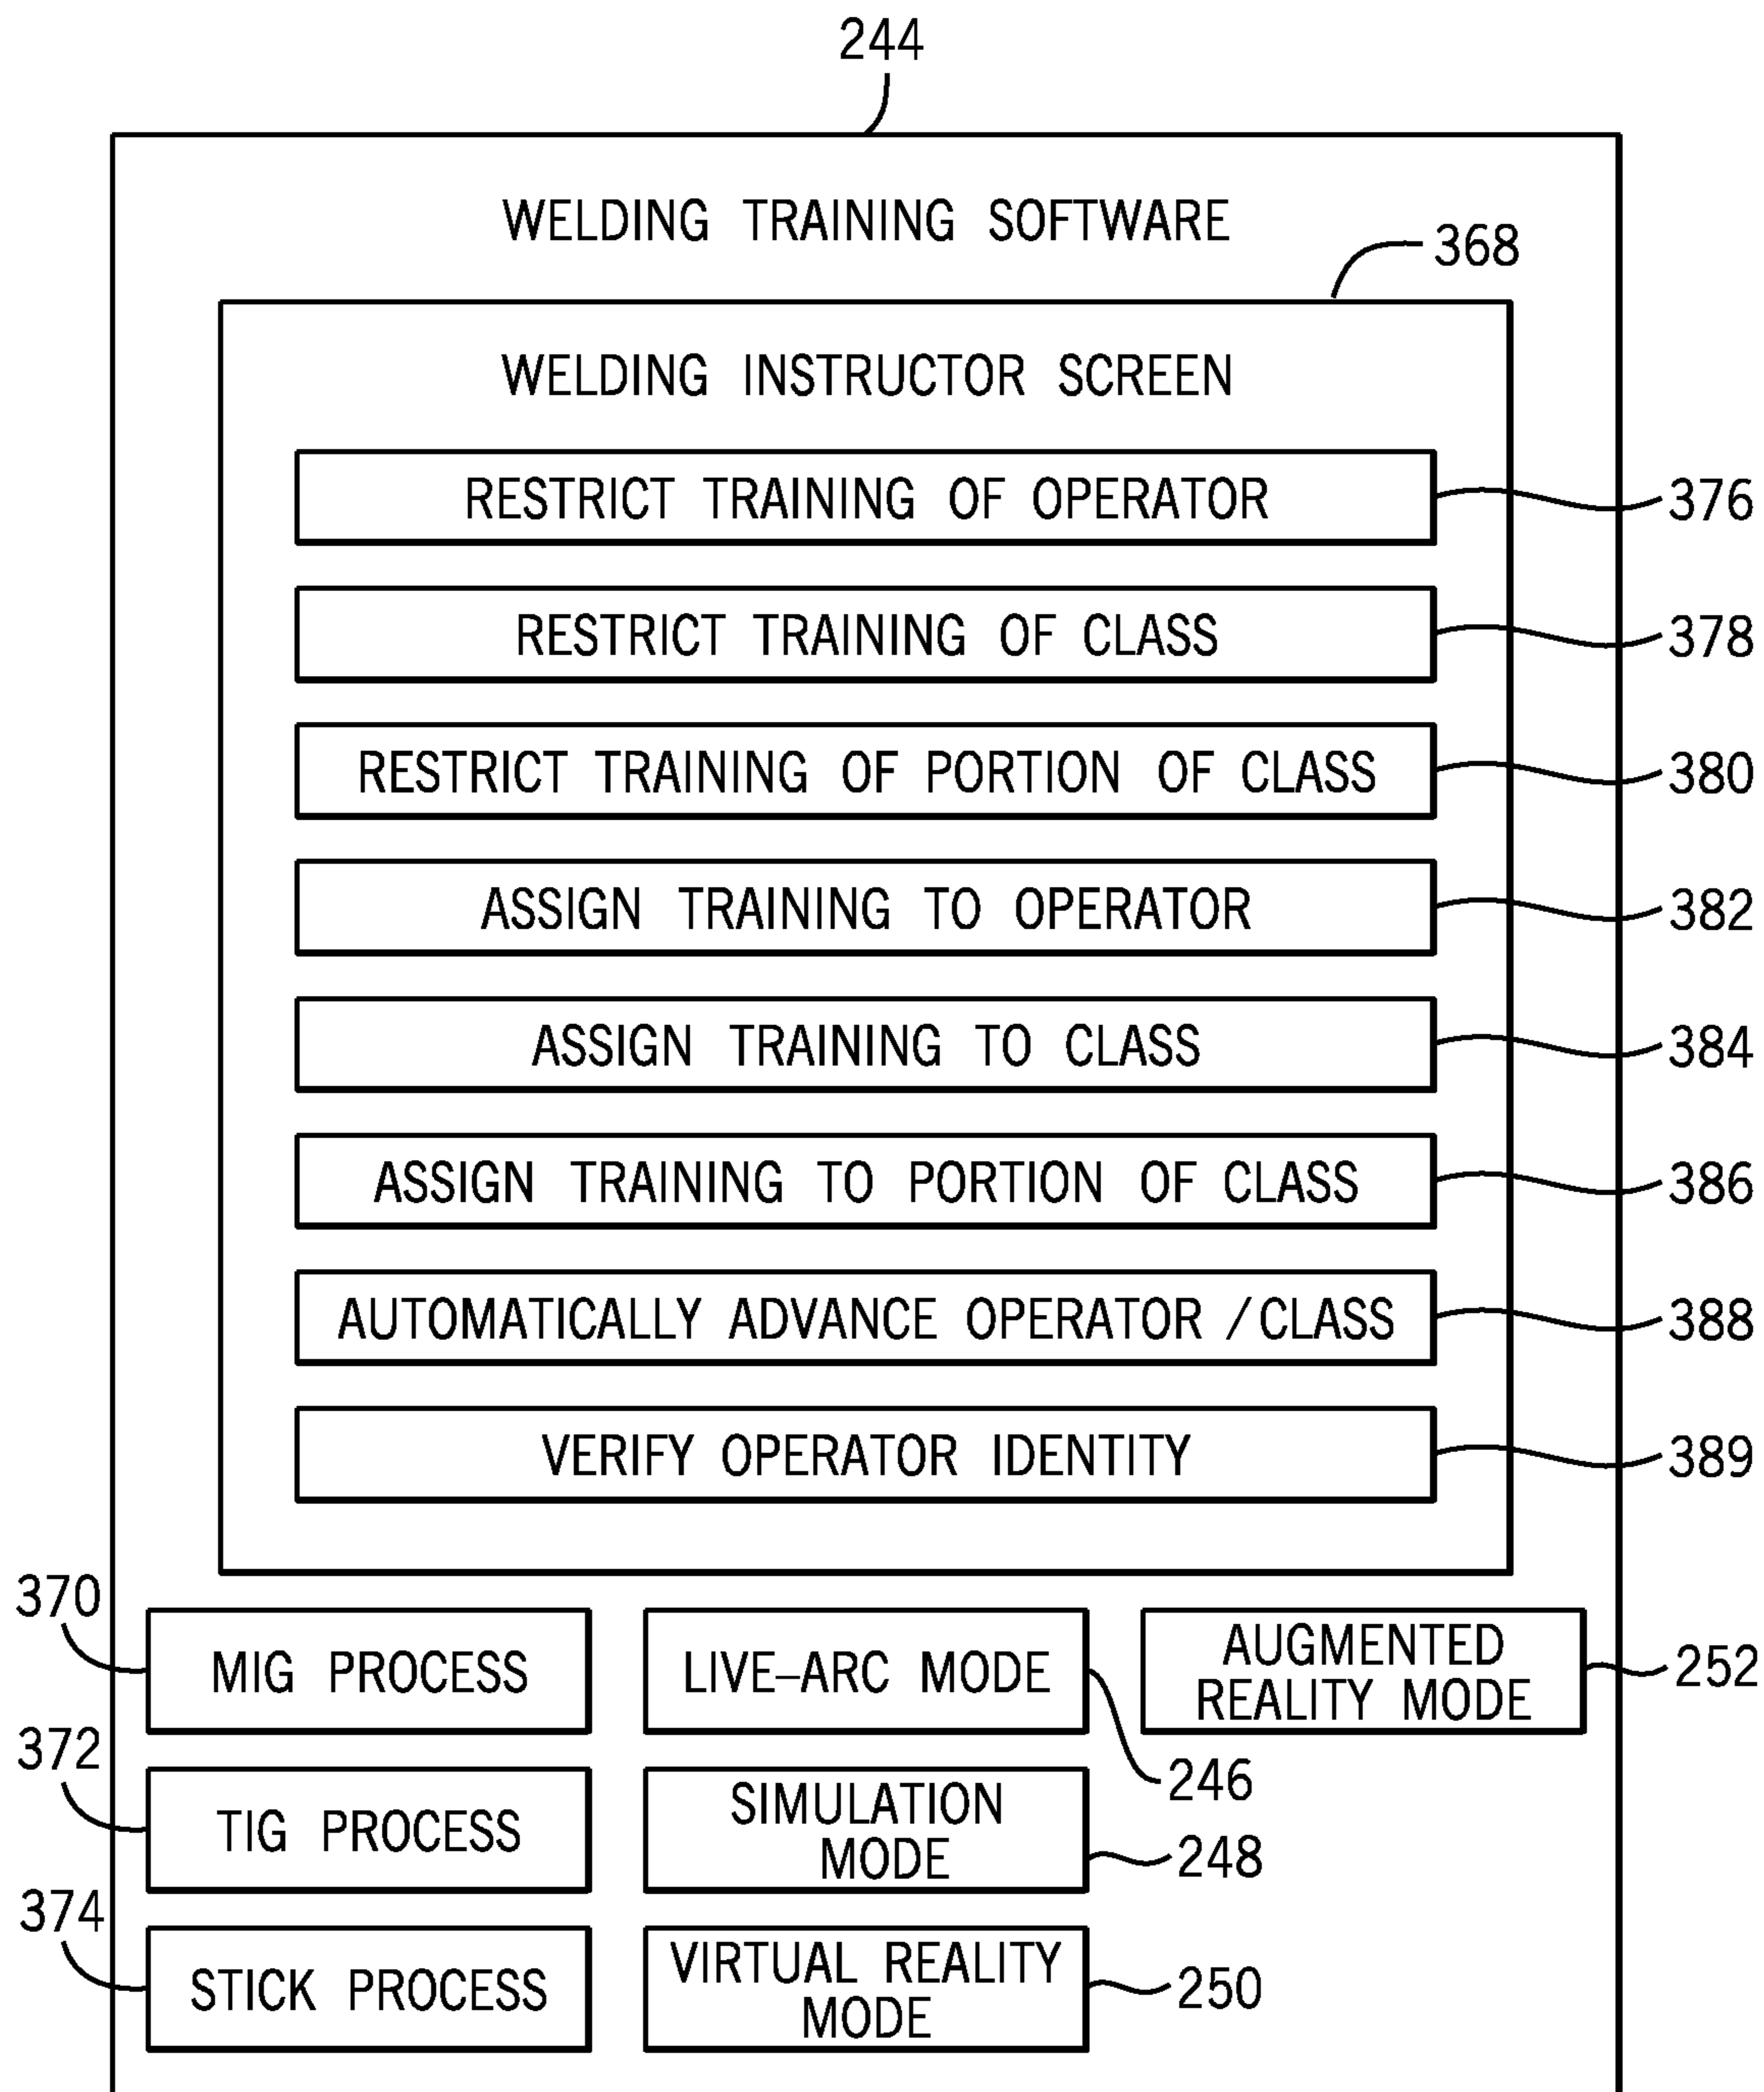 244
WELDING TRAINING SOFTWARE
368
WELDING INSTRUCTOR SCREEN
RESTRICT TRAINING OF OPERATOR
376
RESTRICT TRAINING OF CLASS
378
RESTRICT TRAINING OF PORTION OF CLASS
380
ASSIGN TRAINING TO OPERATOR
382
ASSIGN TRAINING TO CLASS
384
ASSIGN TRAINING TO PORTION OF CLASS
386
AUTOMATICALLY ADVANCE OPERATOR / CLASS
388
VERIFY OPERATOR IDENTITY
389
370
MIG PROCESS
LIVE–ARC MODE
246
AUGMENTED
REALITY MODE
252
372
TIG PROCESS
SIMULATION
MODE
248
374
STICK PROCESS
VIRTUAL REALITY
MODE
250